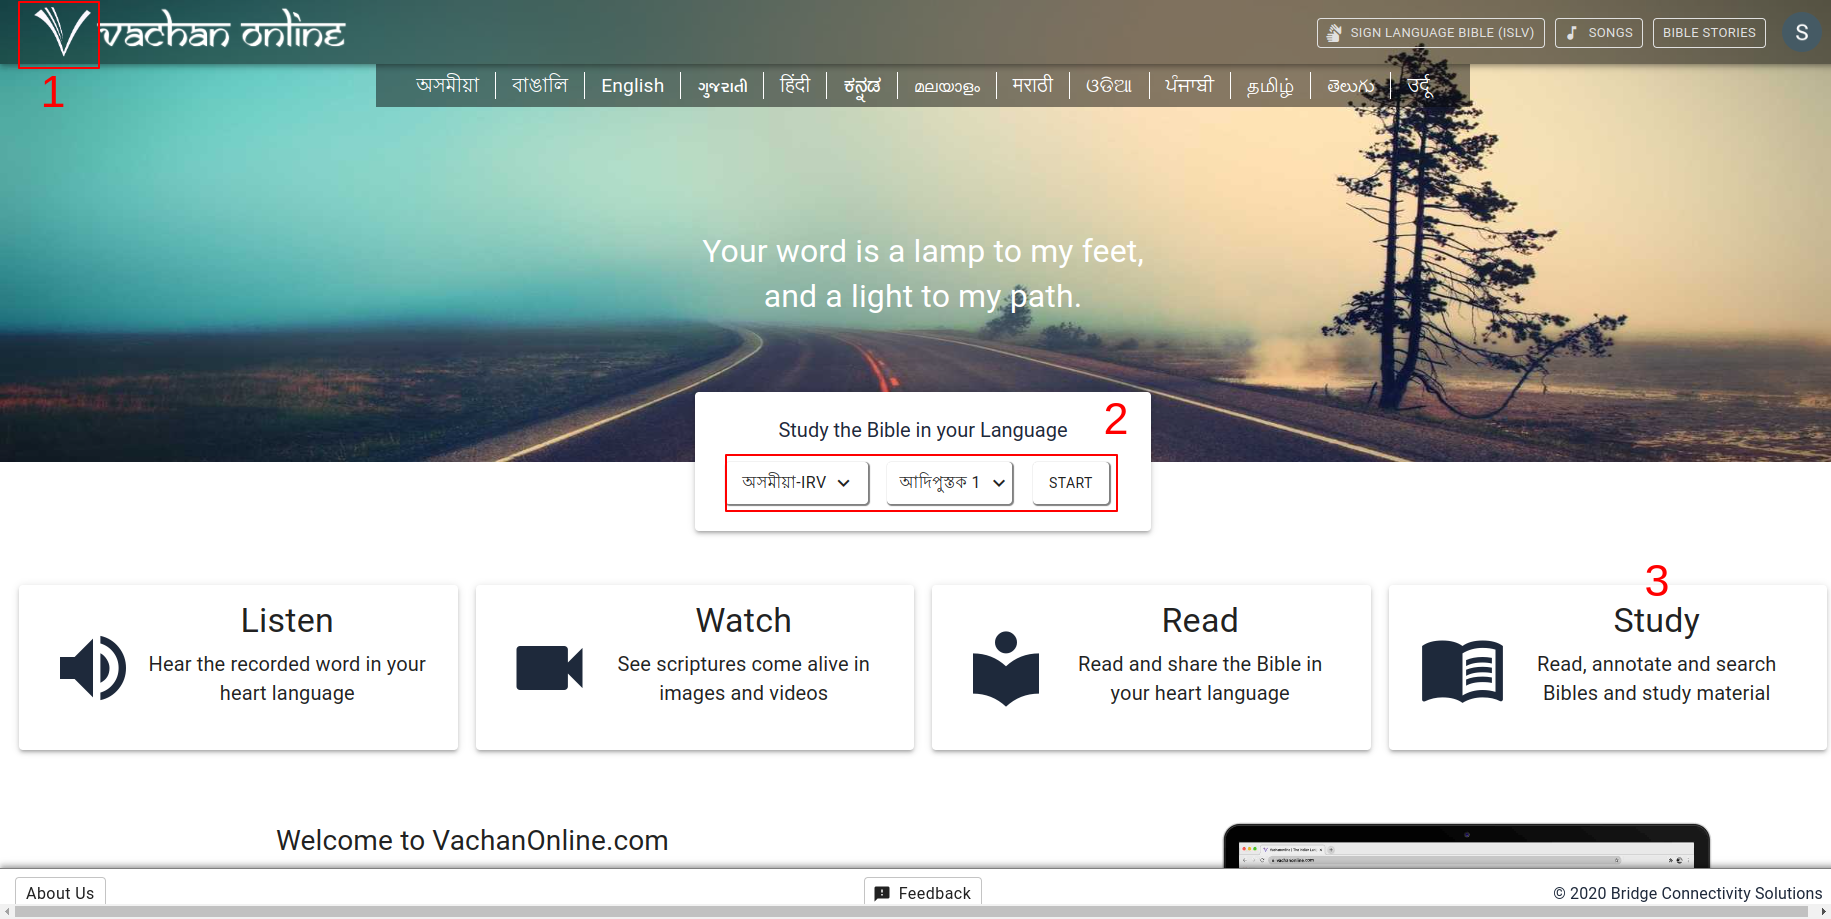 vachan online
SIGN LANGUAGE BIBLE (ISLV)
SONGS
BIBLE STORIES
S
1
অসমীয়া
বাঙালি
English
ગુજરાતી
हिंदी
ಕನ್ನಡ
മലയാളം
मराठी
ଓଡିଆ
ਪੰਜਾਬੀ
தமிழ்
తెలుగు
उर्दू
Your word is a lamp to my feet,
and a light to my path.
2
Study the Bible in your Language
অসমীয়া-IRV
আদিপুস্তক 1
START
Listen
Hear the recorded word in your
heart language
Watch
See scriptures come alive in
images and videos
Read
Read and share the Bible in
your heart language
3
Study
Read, annotate and search
Bibles and study material
Welcome to VachanOnline.com
vachanonline.com
About Us
Feedback
© 2020 Bridge Connectivity Solutions